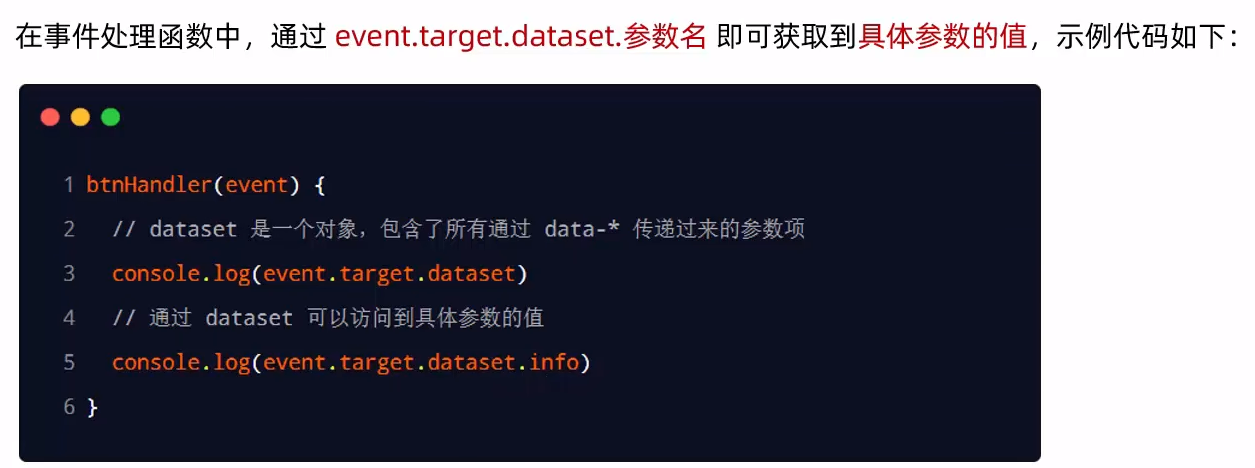 在事件处理函数中，通过 event.target.dataset.参数名 即可获取到具体参数的值，示例代码如下：
1 btnHandler(event) {
2   // dataset 是一个对象，包含了所有通过 data-* 传递过来的参数项
3   console.log(event.target.dataset)
4   // 通过 dataset 可以访问到具体参数的值
5   console.log(event.target.dataset.info)
6 }